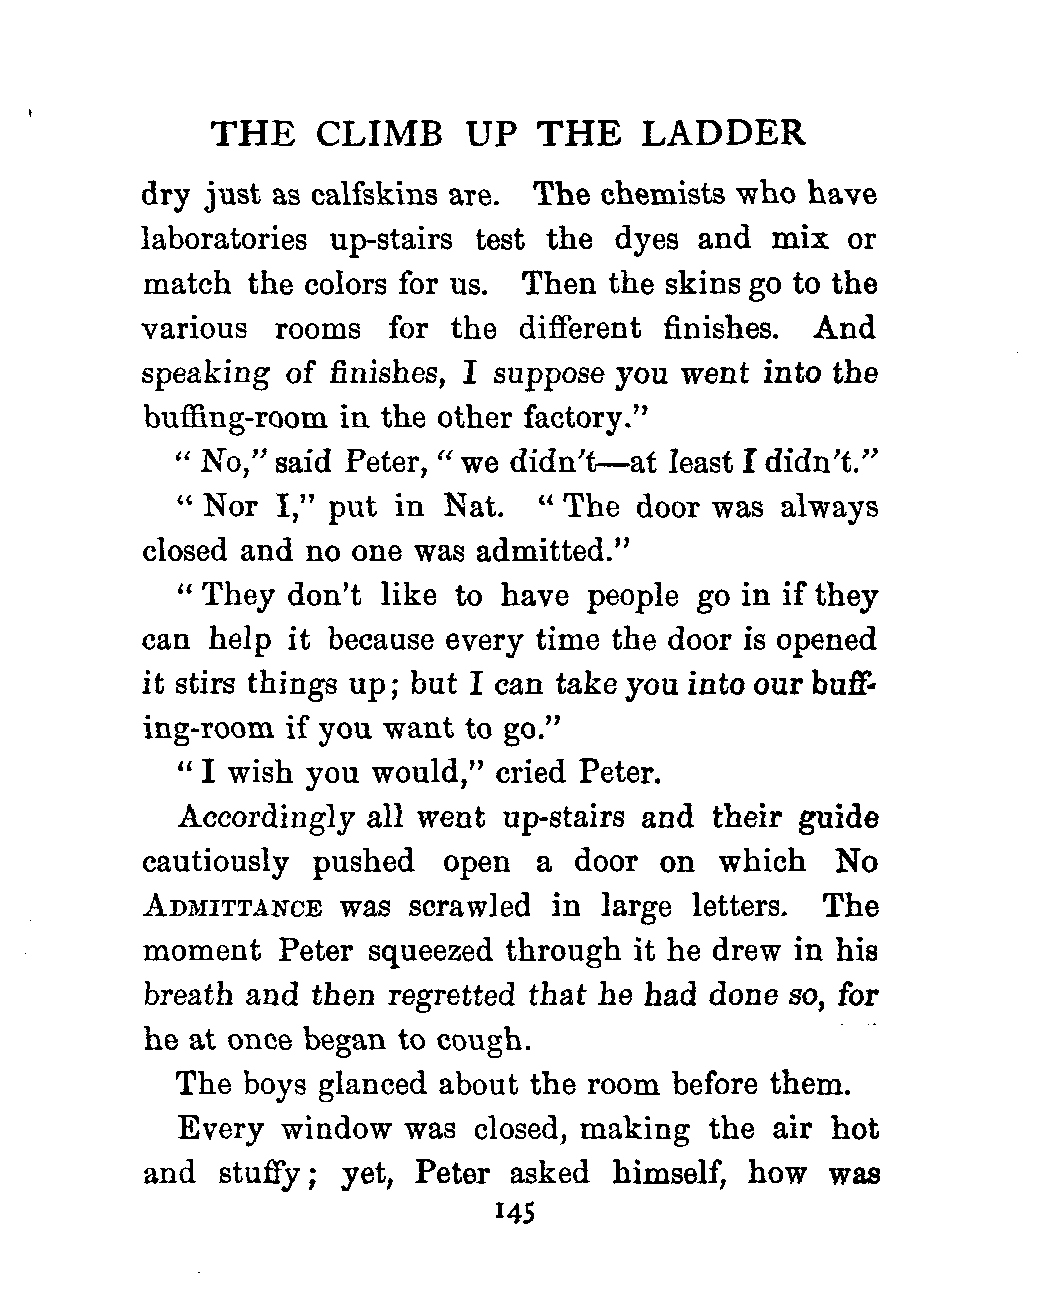 THE CLIMB UP THE LADDER
dry just as calfskins are. The chemists who have
laboratories up-stairs test the dyes and mix or
match the colors for us. Then the skins go to the
various rooms for the different finishes. And
speaking of finishes, I suppose you went into the
buffing-room in the other factory."
" No," said Peter, " we didn't—at least I didn't."
" Nor I," put in Nat. " The door was always
closed and no one was admitted."
" They don't like to have people go in if they
can help it because every time the door is opened
it stirs things up; but I can take you into our buff-
ing-room if you want to go."
" I wish you would," cried Peter.
Accordingly all went up-stairs and their guide
cautiously pushed open a door on which No
ADMITTANCE was scrawled in large letters. The
moment Peter squeezed through it he drew in his
breath and then regretted that he had done so, for
he at once began to cough.
The boys glanced about the room before them.
Every window was closed, making the air hot
and stuffy; yet, Peter asked himself, how was
145